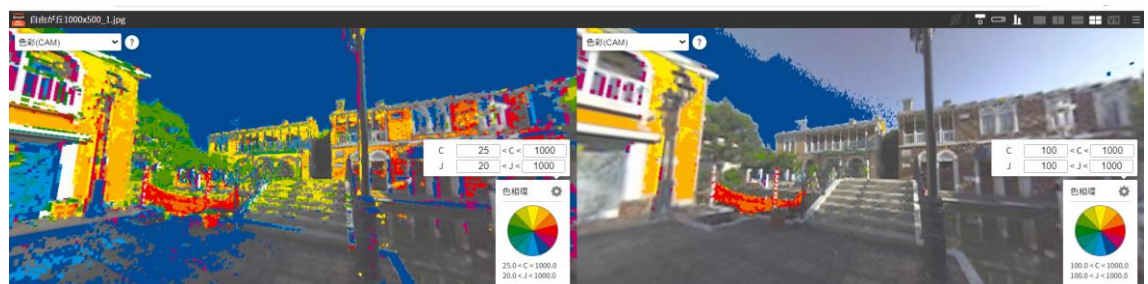 自由が丘1000x500_1.jpg
VR
色彩(CAM)
?
C 25 < C < 1000
J 20 < J < 1000
色相環
25.0 < C < 1000.0
20.0 < J < 1000.0
色彩(CAM)
?
C 100 < C < 1000
J 100 < J < 1000
色相環
100.0 < C < 1000.0
100.0 < J < 1000.0